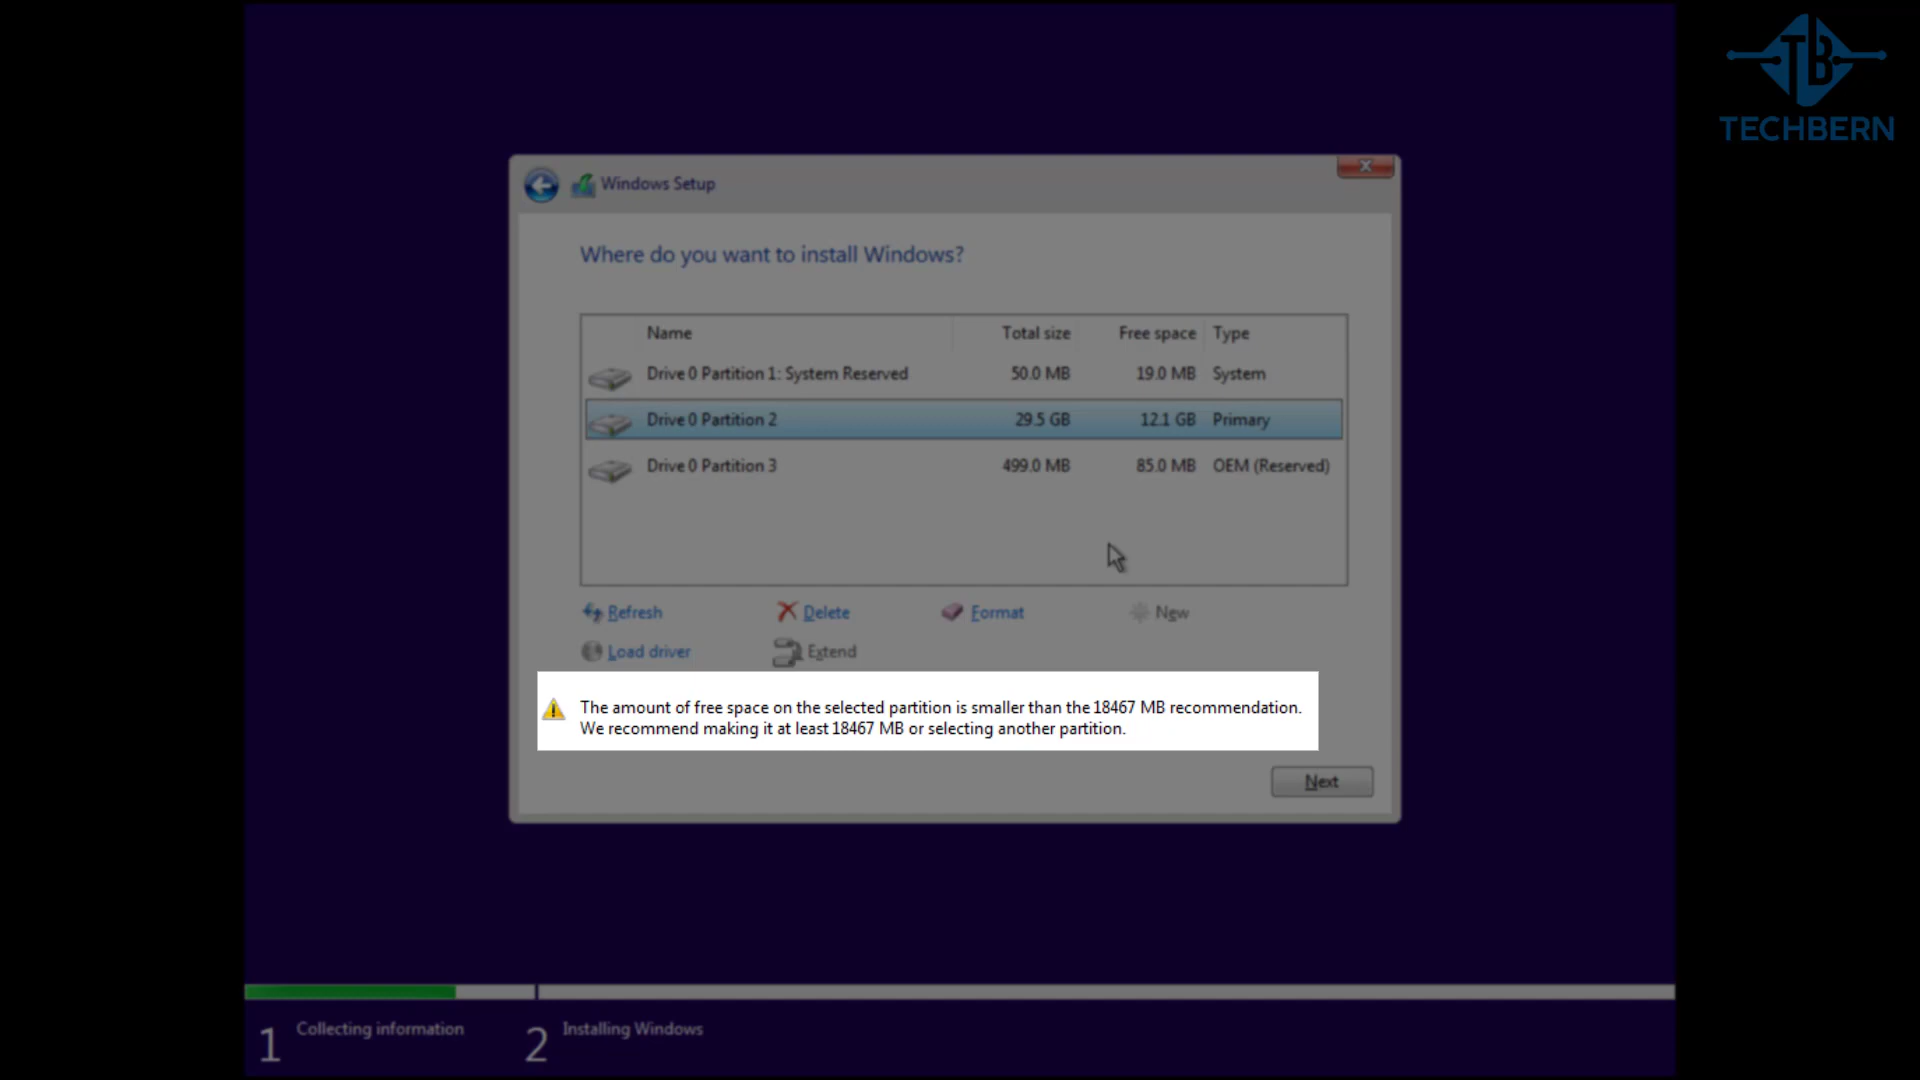 TB
TECHBERN
Windows Setup
Where do you want to install Windows?
Name Total size Free space Type
Drive 0 Partition 1: System Reserved 50.0 MB 19.0 MB System
Drive 0 Partition 2 29.5 GB 12.1 GB Primary
Drive 0 Partition 3 499.0 MB 85.0 MB OEM (Reserved)
Refresh Delete Format New
Load driver Extend
The amount of free space on the selected partition is smaller than the 18467 MB recommendation.
We recommend making it at least 18467 MB or selecting another partition.
Next
1 Collecting information 2 Installing Windows